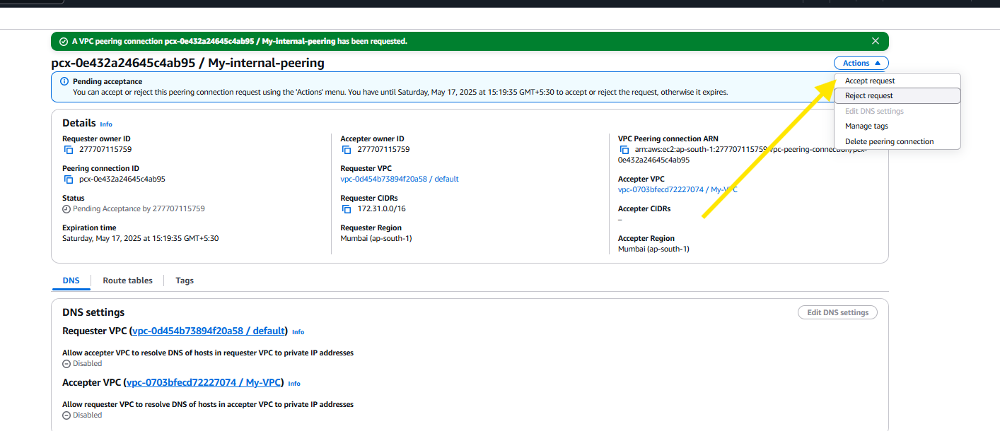 A VPC peering connection pcx-0e432a24645c4ab95 / My-internal-peering has been requested.
pcx-0e432a24645c4ab95 / My-internal-peering
Actions
Pending acceptance
You can accept or reject this peering connection request using the 'Actions' menu. You have until Saturday, May 17, 2025 at 15:19:35 GMT+5:30 to accept or reject the request, otherwise it expires.
Accept request
Reject request
Edit DNS settings
Manage tags
Delete peering connection
Details Info
Requester owner ID
277707115759
Peering connection ID
pcx-0e432a24645c4ab95
Status
Pending Acceptance by 277707115759
Expiration time
Saturday, May 17, 2025 at 15:19:35 GMT+5:30
Accepter owner ID
277707115759
Requester VPC
vpc-0d454b73894f20a58 / default
Requester CIDRs
172.31.0.0/16
Requester Region
Mumbai (ap-south-1)
VPC Peering connection ARN
arn:aws:ec2:ap-south-1:277707115759:vpc-peering-connection/pcx-
0e432a24645c4ab95
Accepter VPC
vpc-0703bfecd72227074 / My-VPC
Accepter CIDRs
–
Accepter Region
Mumbai (ap-south-1)
DNS
Route tables
Tags
DNS settings
Edit DNS settings
Requester VPC (vpc-0d454b73894f20a58 / default) Info
Allow accepter VPC to resolve DNS of hosts in requester VPC to private IP addresses
Disabled
Accepter VPC (vpc-0703bfecd72227074 / My-VPC) Info
Allow requester VPC to resolve DNS of hosts in accepter VPC to private IP addresses
Disabled